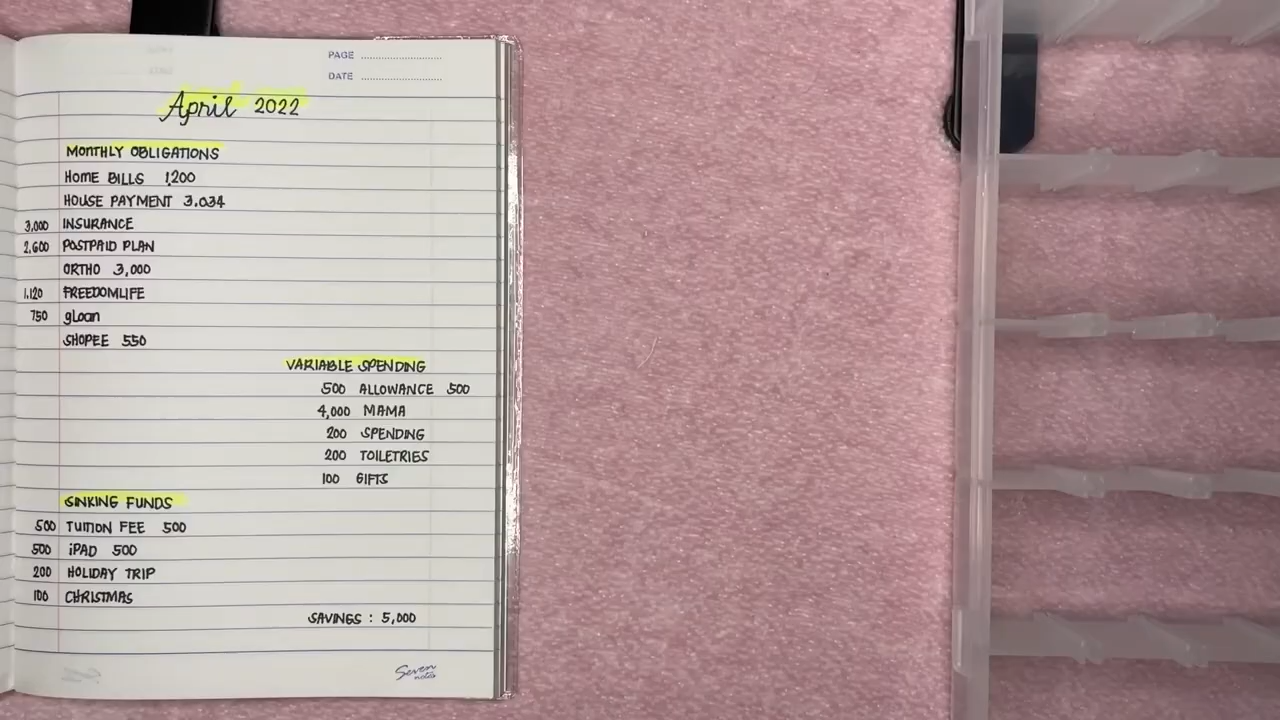 PAGE ............................
DATE ............................
April 2022
MONTHLY OBLIGATIONS
HOME BILLS 1,200
HOUSE PAYMENT 3,034
3,000 INSURANCE
2,600 POSTPAID PLAN
ORTHO 3,000
1,120 FREEDOMLIFE
750 gLoan
SHOPEE 550
VARIABLE SPENDING
500 ALLOWANCE 500
4,000 MAMA
200 SPENDING
200 TOILETRIES
100 GIFTS
SINKING FUNDS
500 TUITION FEE 500
500 iPAD 500
200 HOLIDAY TRIP
100 CHRISTMAS
SAVINGS : 5,000
Seven
notes